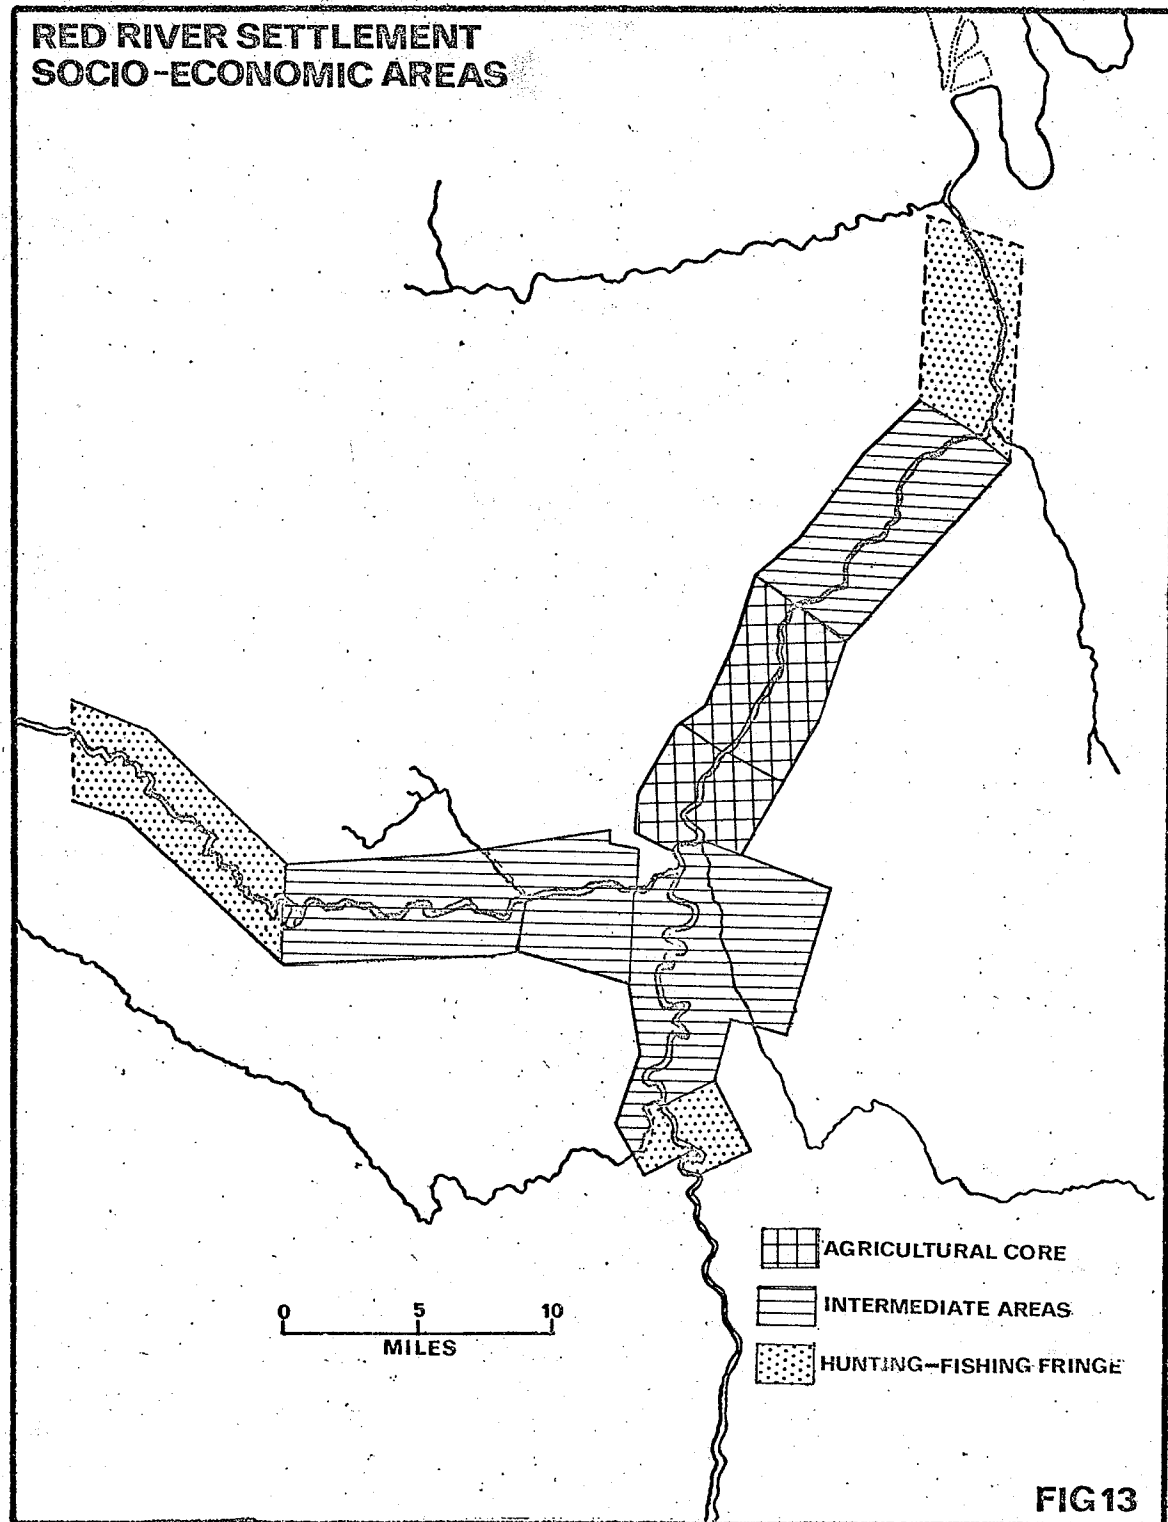 RED RIVER SETTLEMENT
SOCIO-ECONOMIC AREAS
AGRICULTURAL CORE
INTERMEDIATE AREAS
HUNTING-FISHING FRINGE
0 5 10
MILES
FIG 13